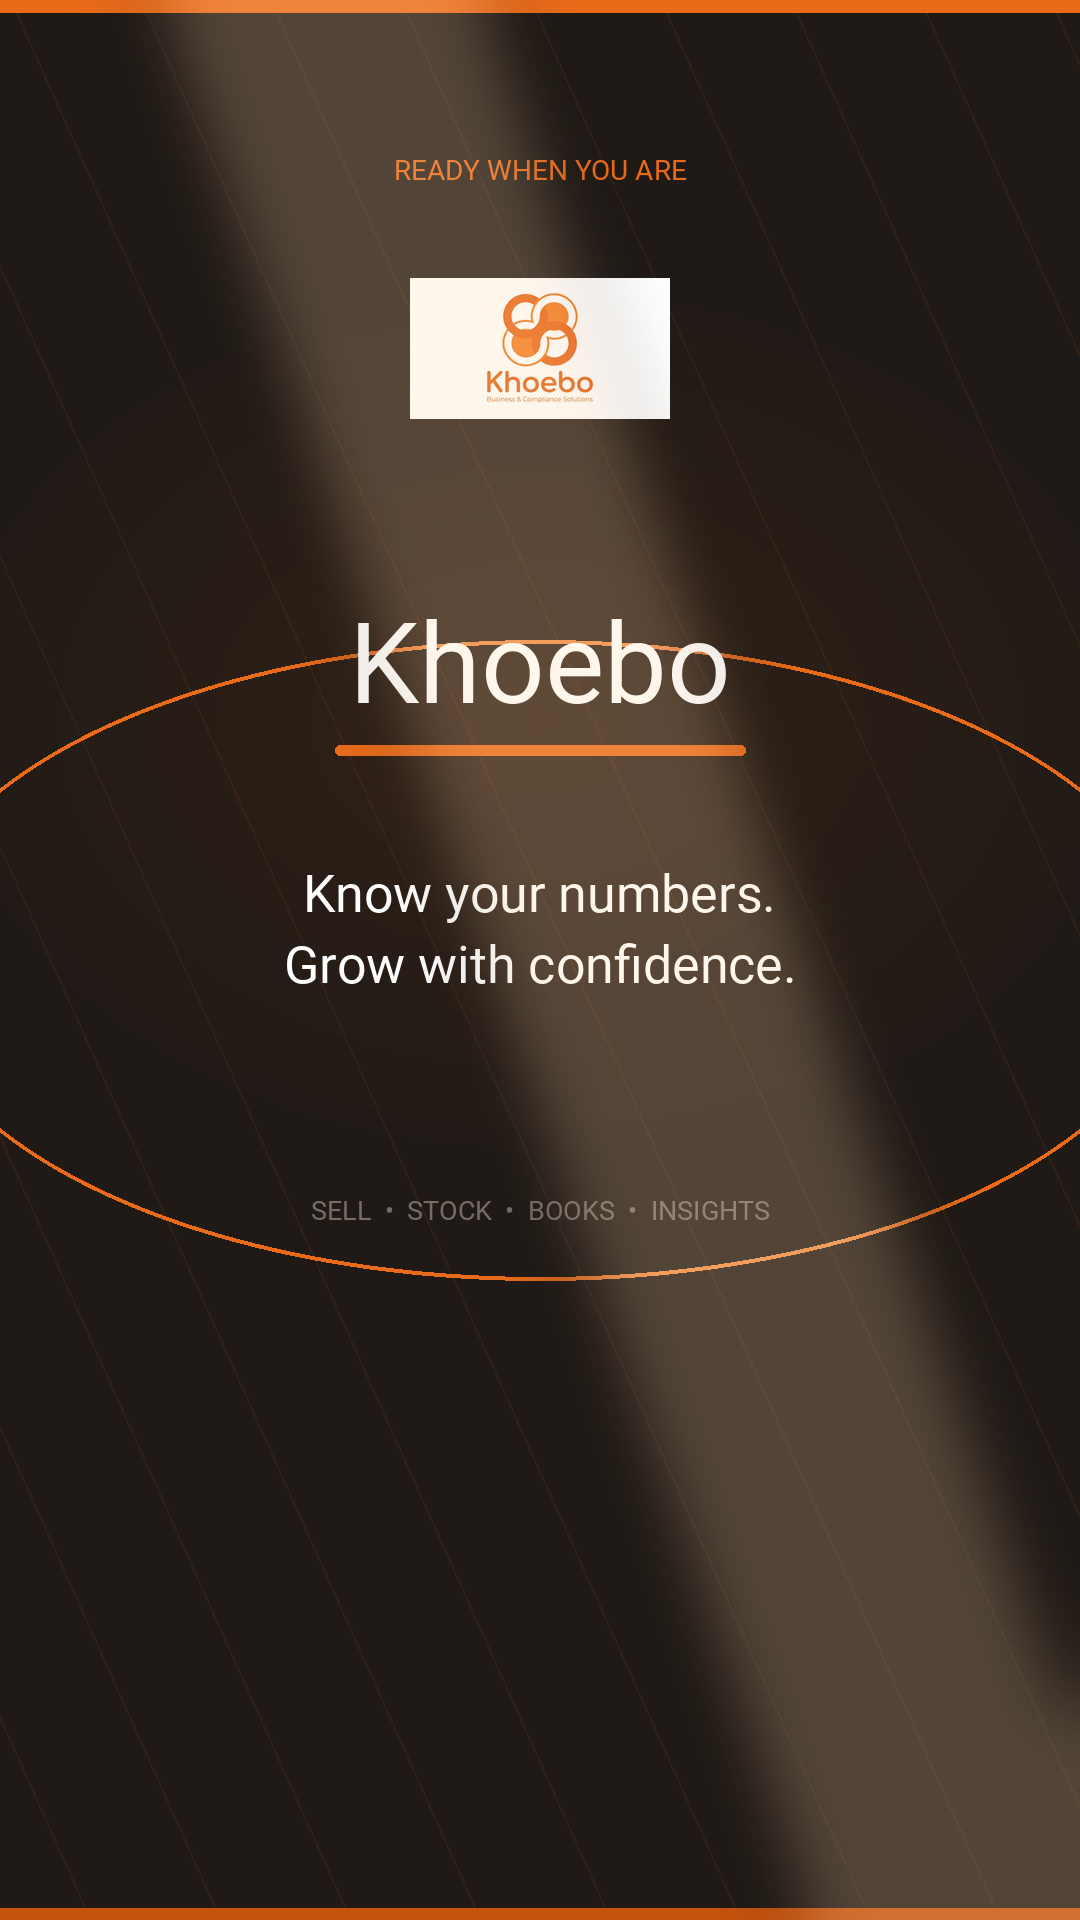 READY WHEN YOU ARE
Khoebo
Business & Compliance Solutions
Khoebo
Know your numbers.
Grow with confidence.
SELL • STOCK • BOOKS • INSIGHTS